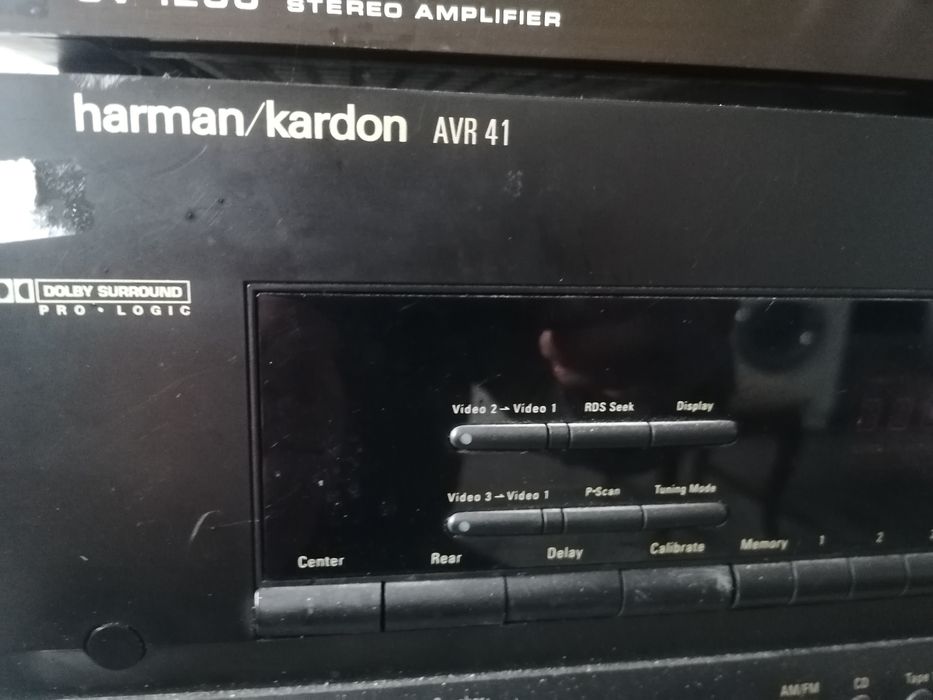 STEREO AMPLIFIER
harman/kardon AVR 41
DOLBY SURROUND
PRO • LOGIC
Video 2 → Video 1 RDS Seek Display
Video 3 → Video 1 P-Scan Tuning Mode
Center Rear Delay Calibrate Memory 1 2
AM/FM CD Tape